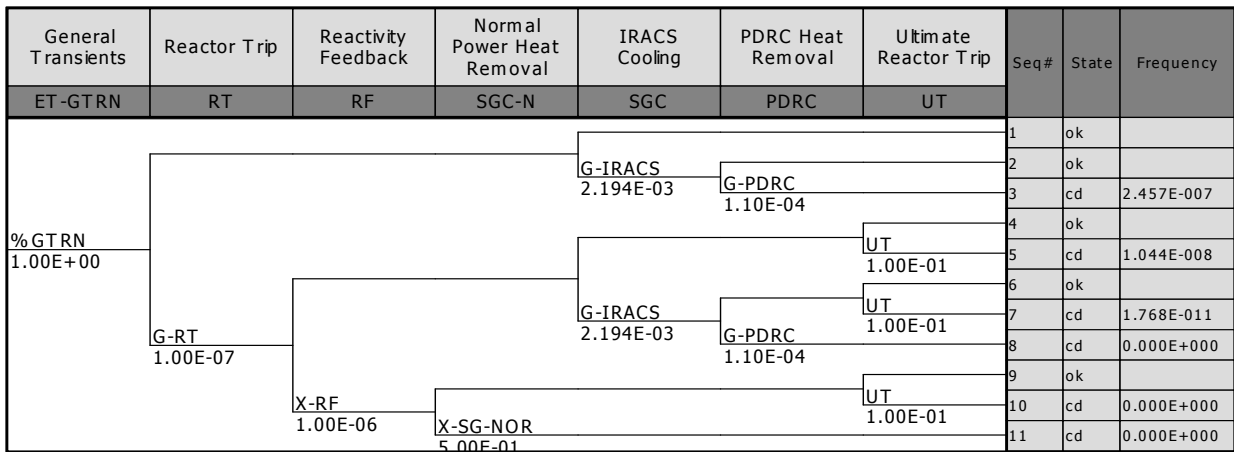 General Transients
Reactor Trip
Reactivity Feedback
Normal Power Heat Removal
IRACS Cooling
PDRC Heat Removal
Ultimate Reactor Trip
Seq#
State
Frequency
ET-GTRN
RT
RF
SGC-N
SGC
PDRC
UT
1 ok
2 ok
G-IRACS
2.194E-03
G-PDRC
1.10E-04
3 cd 2.457E-007
4 ok
%GTRN
1.00E+00
UT
1.00E-01
5 cd 1.044E-008
6 ok
G-IRACS
2.194E-03
UT
1.00E-01
7 cd 1.768E-011
G-RT
1.00E-07
G-PDRC
1.10E-04
8 cd 0.000E+000
9 ok
X-RF
1.00E-06
UT
1.00E-01
10 cd 0.000E+000
X-SG-NOR
5.00E-01
11 cd 0.000E+000